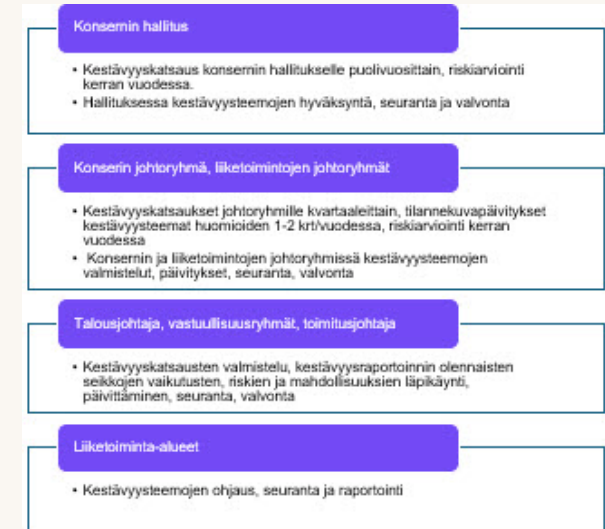 Konsernin hallitus
• Kestävyyskatsaus konsernin hallitukselle puolivuosittain, riskiarviointi
kerran vuodessa.
• Hallituksessa kestävyysteemojen hyväksyntä, seuranta ja valvonta
Konserin johtoryhmä, liiketoimintojen johtoryhmät
• Kestävyyskatsaukset johtoryhmille kvartaaleittain, tilannekuvapäivitykset
kestävyysteemat huomioiden 1-2 krt/vuodessa, riskiarviointi kerran
vuodessa
• Konsernin ja liiketoimintojen johtoryhmissä kestävyysteemojen
valmistelut, päivitykset, seuranta, valvonta
Talousjohtaja, vastuullisuusryhmät, toimitusjohtaja
• Kestävyyskatsausten valmistelu, kestävyysraportoinnin olennaisten
seikkojen vaikutusten, riskien ja mahdollisuuksien läpikäynti,
päivittäminen, seuranta, valvonta
Liiketoiminta-alueet
• Kestävyysteemojen ohjaus, seuranta ja raportointi